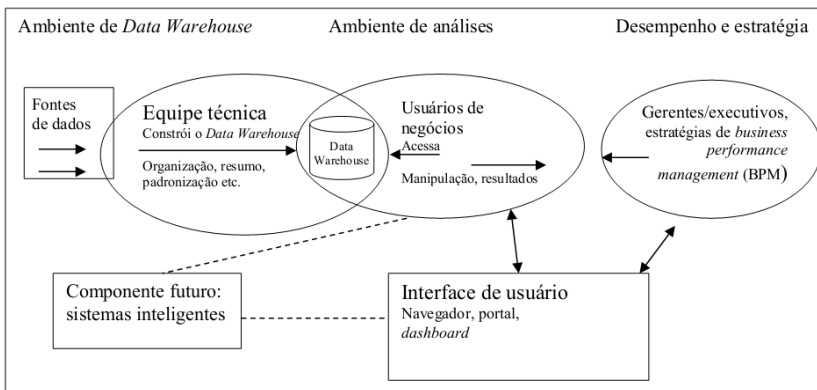 Ambiente de Data Warehouse
Ambiente de análises
Desempenho e estratégia
Fontes
de dados
Equipe técnica
Constrói o Data Warehouse
Organização, resumo,
padronização etc.
Data
Warehouse
Usuários de
negócios
Acessa
Manipulação, resultados
Gerentes/executivos,
estratégias de business
performance
management (BPM)
Componente futuro:
sistemas inteligentes
Interface de usuário
Navegador, portal,
dashboard